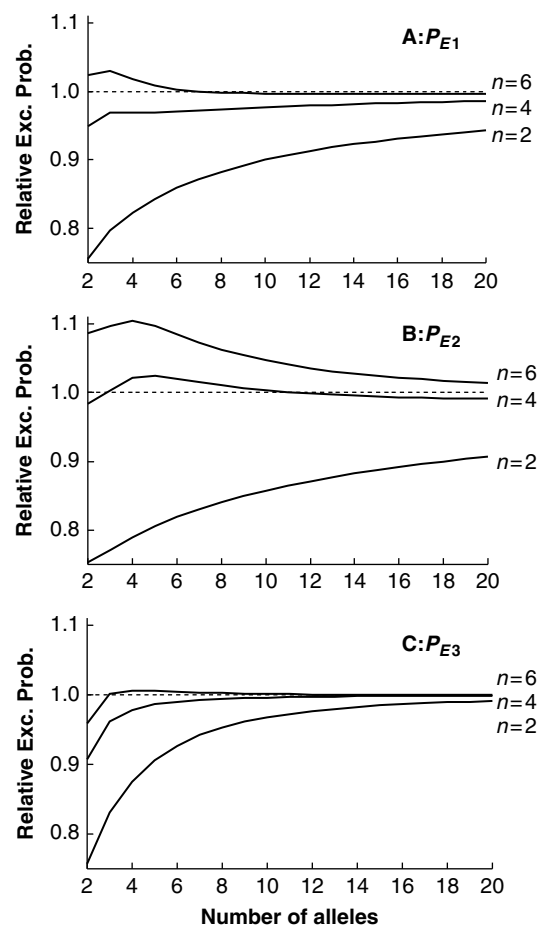 A:PE1
Relative Exc. Prob.
1.1
1.0
0.9
0.8
n=6
n=4
n=2
2 4 6 8 10 12 14 16 18 20
B:PE2
Relative Exc. Prob.
1.1
1.0
0.9
0.8
n=6
n=4
n=2
2 4 6 8 10 12 14 16 18 20
C:PE3
Relative Exc. Prob.
1.1
1.0
0.9
0.8
n=6
n=4
n=2
2 4 6 8 10 12 14 16 18 20
Number of alleles